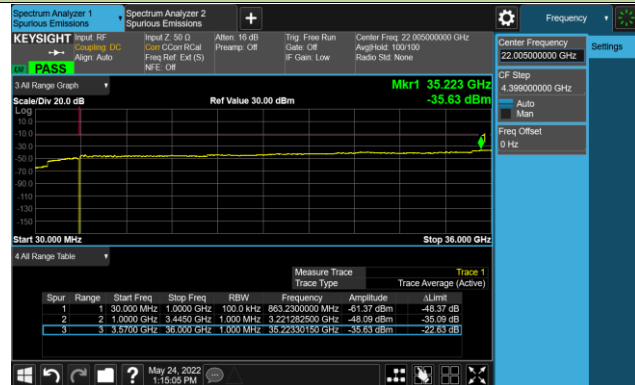 Spectrum Analyzer 1
Spurious Emissions
Spectrum Analyzer 2
Spurious Emissions
+
Frequency
KEYSIGHT
Input: RF
Coupling: DC
Align: Auto
Input Z: 50 Ω
Corr CCorr RCal
Freq Ref: Ext (S)
NFE: Off
Atten: 16 dB
Preamp: Off
Trig: Free Run
Gate: Off
IF Gain: Low
Center Freq: 22.005000000 GHz
Avg|Hold: 100/100
Radio Std: None
PASS
Center Frequency
22.005000000 GHz
Settings
CF Step
4.399000000 GHz
Auto
Man
Freq Offset
0 Hz
3 All Range Graph
Mkr1 35.223 GHz
Scale/Div 20.0 dB
Ref Value 30.00 dBm
-35.63 dBm
Log
10.0
-10.0
-30.0
-50.0
-70.0
-90.0
-110
-130
-150
Start 30.000 MHz
Stop 36.000 GHz
4 All Range Table
Measure Trace Trace 1
Trace Type Trace Average (Active)
Spur Range Start Freq Stop Freq RBW Frequency Amplitude ΔLimit
1 1 30.000 MHz 1.0000 GHz 100.0 kHz 863.2300000 MHz -61.37 dBm -48.37 dB
2 2 1.0000 GHz 3.4450 GHz 1.000 MHz 3.221282500 GHz -48.09 dBm -35.09 dB
3 3 3.5700 GHz 36.000 GHz 1.000 MHz 35.22330150 GHz -35.63 dBm -22.63 dB
?
May 24, 2022
1:15:05 PM